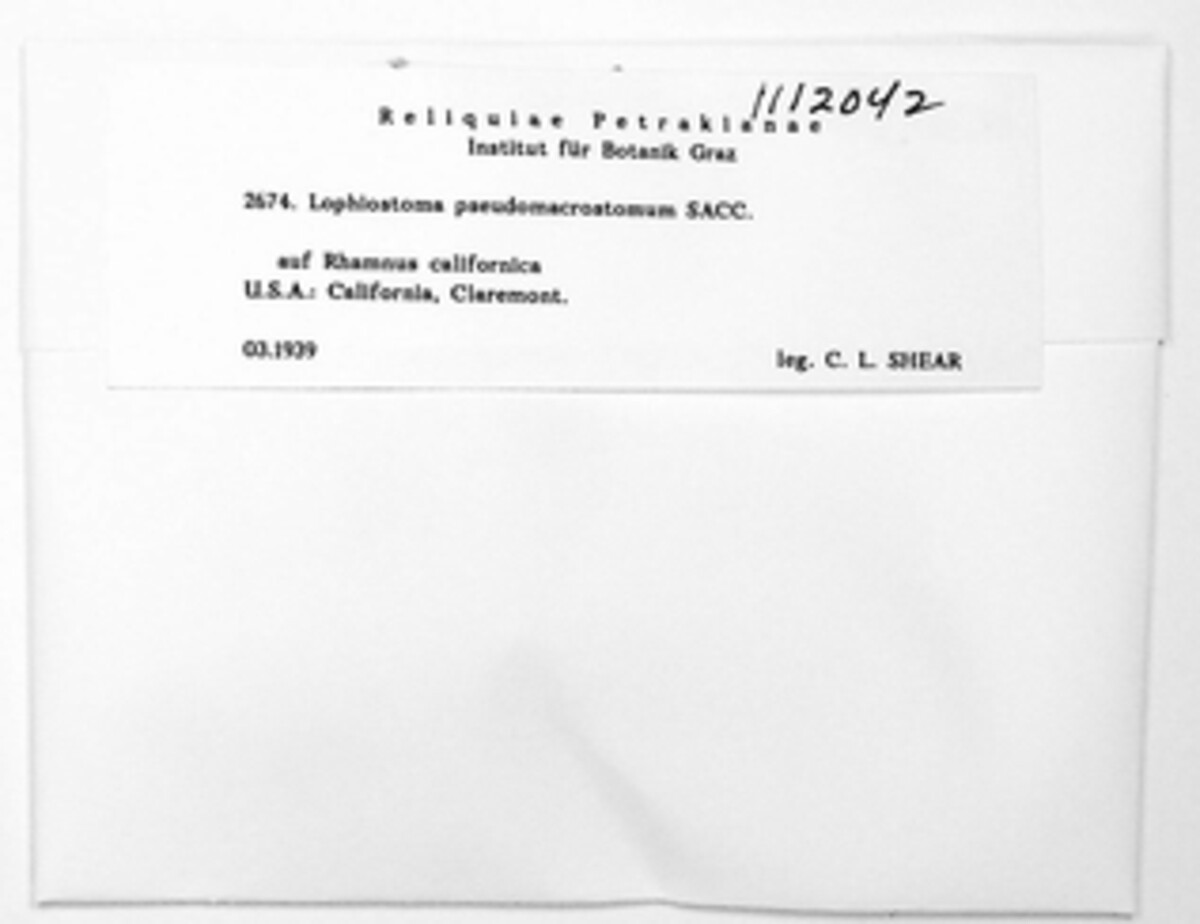 1112042
Reliquiae Petrakianae
Institut für Botanik Graz
2674. Lophiostoma pseudomacrostomum SACC.
auf Rhamnus californica
U.S.A.: California, Claremont.
03.1939
leg. C. L. SHEAR